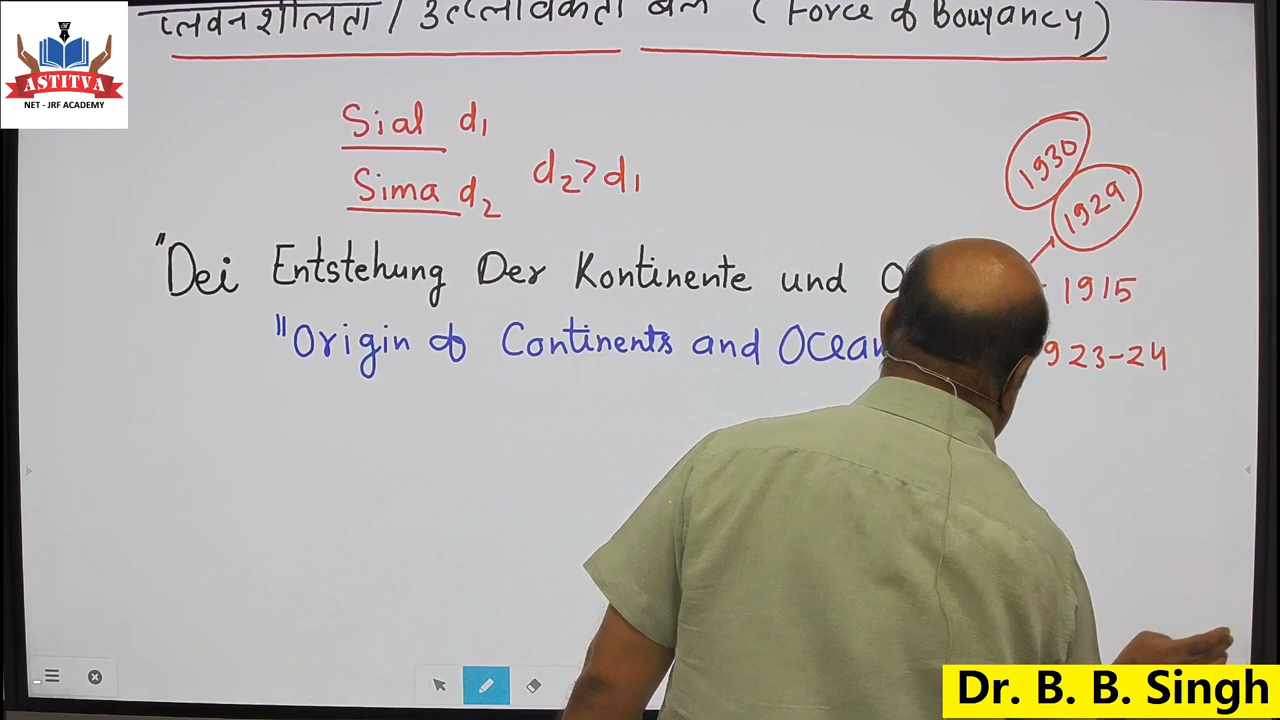 प्लवनशीलता / उत्प्लावकता बल (Force of Bouyancy)
ASTITVA
NET - JRF ACADEMY
Sial d1
Sima d2
d2>d1
1930
1929
"Dei Entstehung Der Kontinente und
1915
"Origin of Continents and Ocean
923-24
Dr. B. B. Singh